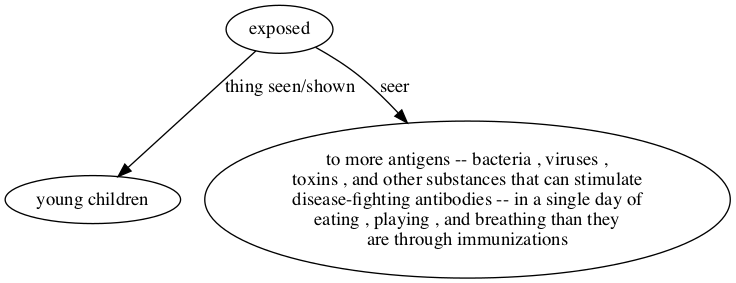 exposed
thing seen/shown
seer
young children
to more antigens -- bacteria , viruses ,
toxins , and other substances that can stimulate
disease-fighting antibodies -- in a single day of
eating , playing , and breathing than they
are through immunizations